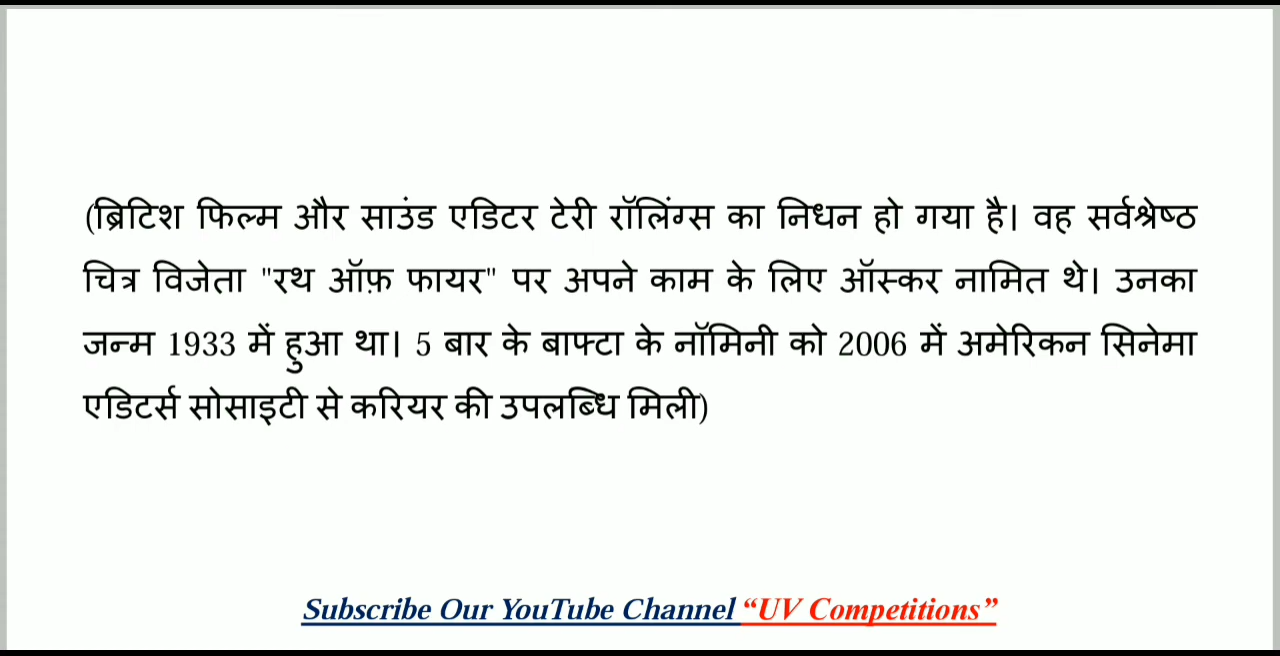 (ब्रिटिश फिल्म और साउंड एडिटर टेरी रॉलिंग्स का निधन हो गया है। वह सर्वश्रेष्ठ
चित्र विजेता "रथ ऑफ़ फायर" पर अपने काम के लिए ऑस्कर नामित थे। उनका
जन्म 1933 में हुआ था। 5 बार के बाफ्टा के नॉमिनी को 2006 में अमेरिकन सिनेमा
एडिटर्स सोसाइटी से करियर की उपलब्धि मिली)
Subscribe Our YouTube Channel “UV Competitions”